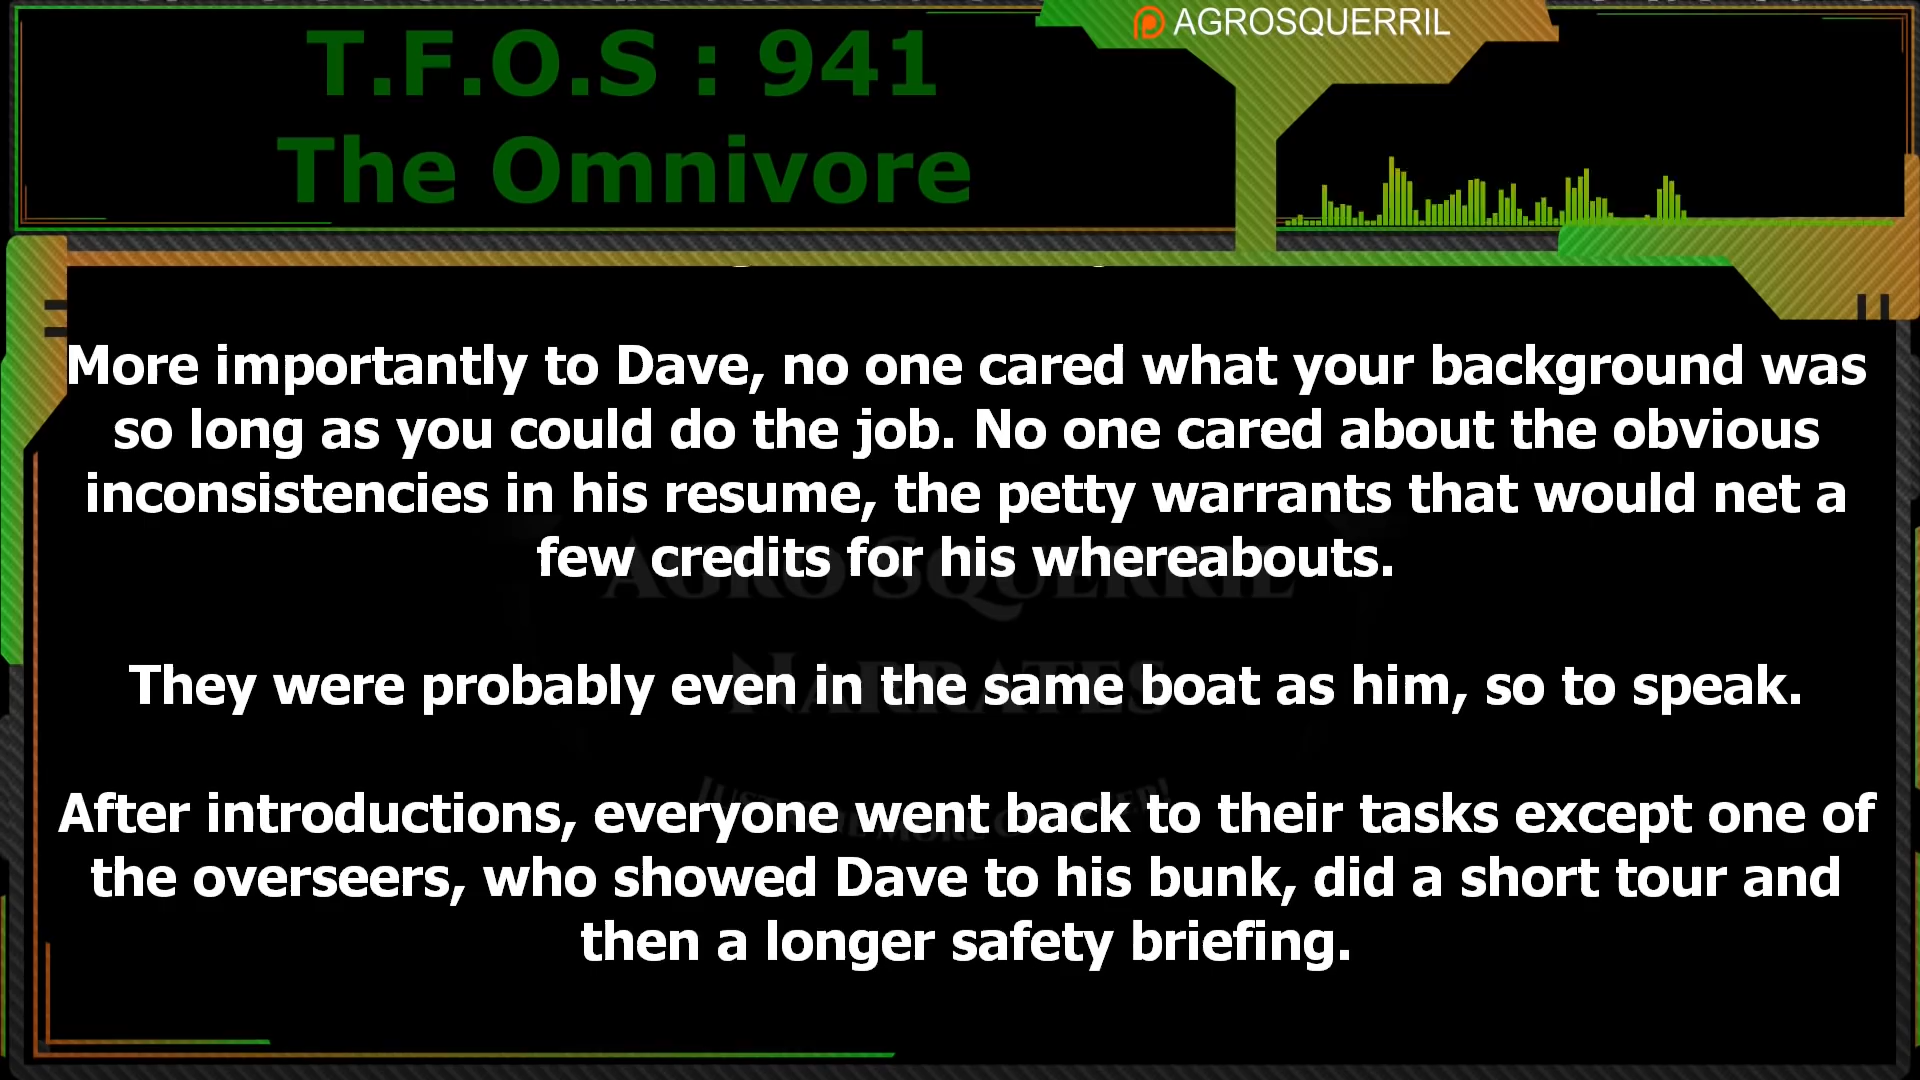 AGROSQUERRIL
T.F.O.S : 941
The Omnivore
More importantly to Dave, no one cared what your background was
so long as you could do the job. No one cared about the obvious
inconsistencies in his resume, the petty warrants that would net a
few credits for his whereabouts.
AGRO SQUERRIL
They were probably even in the same boat as him, so to speak.
NARRATES
After introductions, everyone went back to their tasks except one of
the overseers, who showed Dave to his bunk, did a short tour and
then a longer safety briefing.